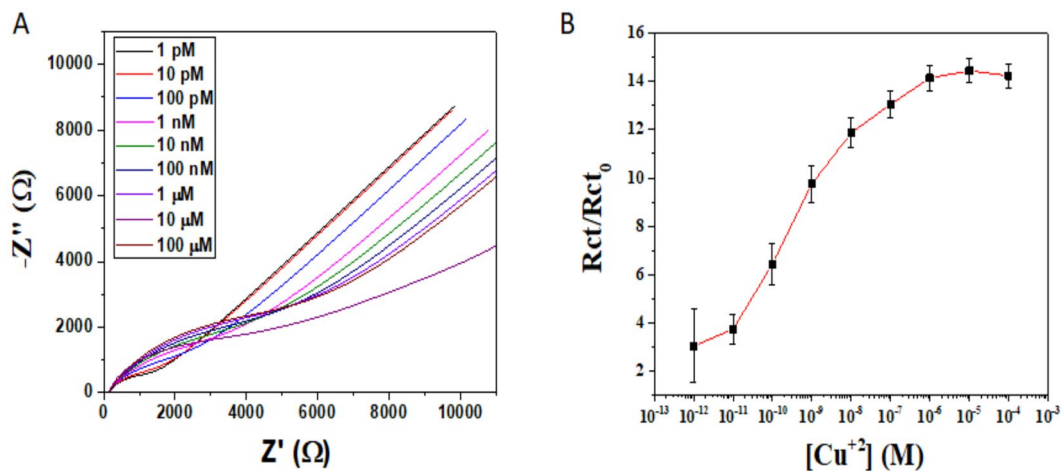 A
10000
8000
6000
4000
2000
0
-Z" (Ω)
1 pM
10 pM
100 pM
1 nM
10 nM
100 nM
1 µM
10 µM
100 µM
0 2000 4000 6000 8000 10000
Z' (Ω)
B
16
14
12
10
8
6
4
2
Rct/Rct₀
10⁻¹³ 10⁻¹² 10⁻¹¹ 10⁻¹⁰ 10⁻⁹ 10⁻⁸ 10⁻⁷ 10⁻⁶ 10⁻⁵ 10⁻⁴ 10⁻³
[Cu⁺²] (M)